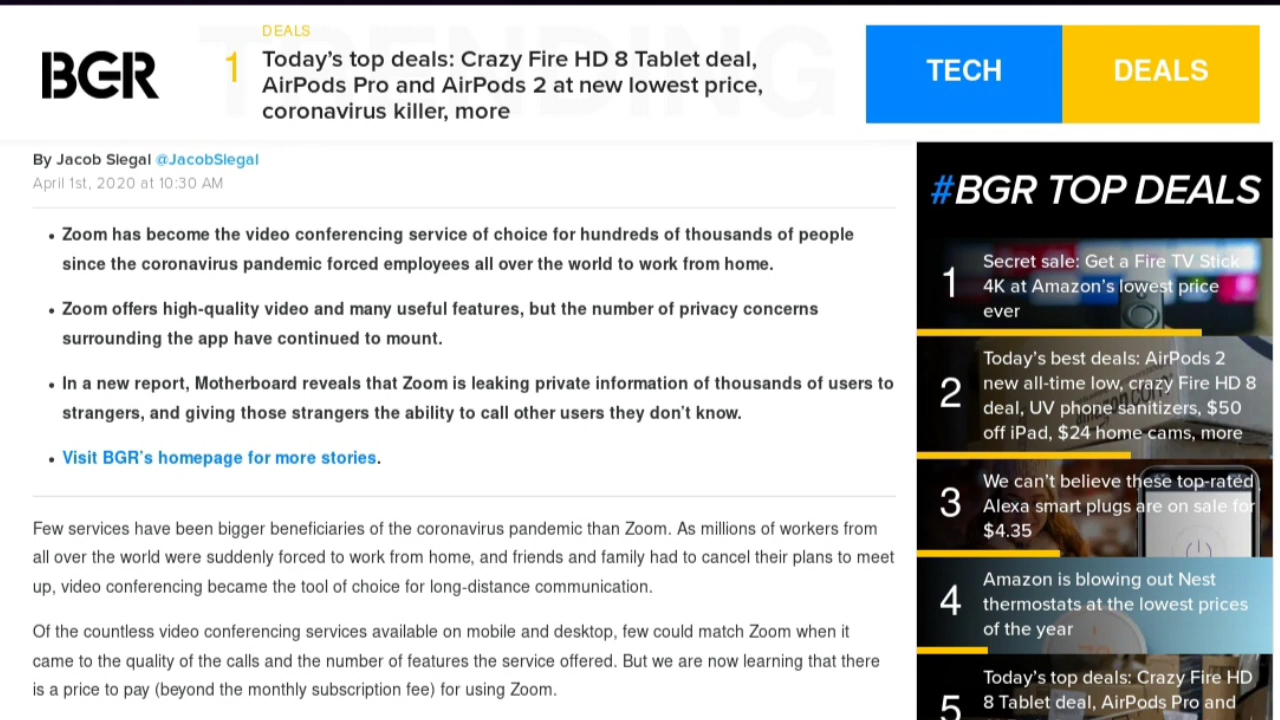 BGR
TRENDING
DEALS
1
Today's top deals: Crazy Fire HD 8 Tablet deal,
AirPods Pro and AirPods 2 at new lowest price,
coronavirus killer, more
TECH
DEALS
By Jacob Siegal @JacobSiegal
April 1st, 2020 at 10:30 AM
• Zoom has become the video conferencing service of choice for hundreds of thousands of people
since the coronavirus pandemic forced employees all over the world to work from home.
• Zoom offers high-quality video and many useful features, but the number of privacy concerns
surrounding the app have continued to mount.
• In a new report, Motherboard reveals that Zoom is leaking private information of thousands of users to
strangers, and giving those strangers the ability to call other users they don't know.
• Visit BGR's homepage for more stories.
Few services have been bigger beneficiaries of the coronavirus pandemic than Zoom. As millions of workers from
all over the world were suddenly forced to work from home, and friends and family had to cancel their plans to meet
up, video conferencing became the tool of choice for long-distance communication.
Of the countless video conferencing services available on mobile and desktop, few could match Zoom when it
came to the quality of the calls and the number of features the service offered. But we are now learning that there
is a price to pay (beyond the monthly subscription fee) for using Zoom.
#BGR TOP DEALS
1
Secret sale: Get a Fire TV Stick
4K at Amazon's lowest price
ever
2
Today's best deals: AirPods 2
new all-time low, crazy Fire HD 8
deal, UV phone sanitizers, $50
off iPad, $24 home cams, more
3
We can't believe these top-rated
Alexa smart plugs are on sale for
$4.35
4
Amazon is blowing out Nest
thermostats at the lowest prices
of the year
5
Today's top deals: Crazy Fire HD
8 Tablet deal, AirPods Pro and